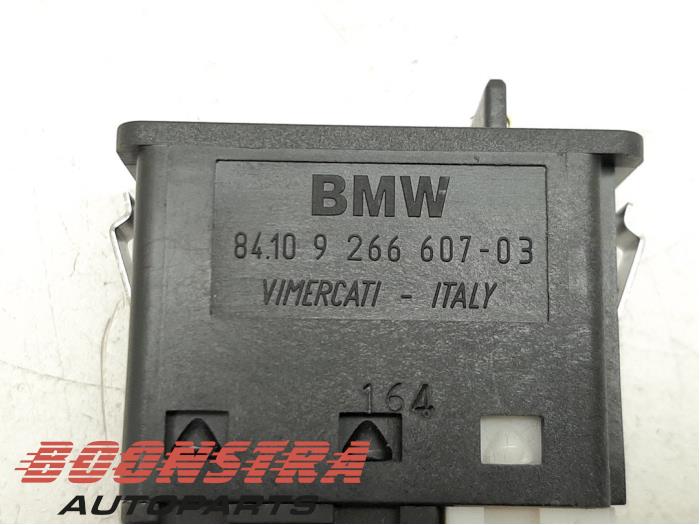 BMW
84.10 9 266 607-03
VIMERCATI - ITALY
164
BOONSTRA
AUTOPARTS